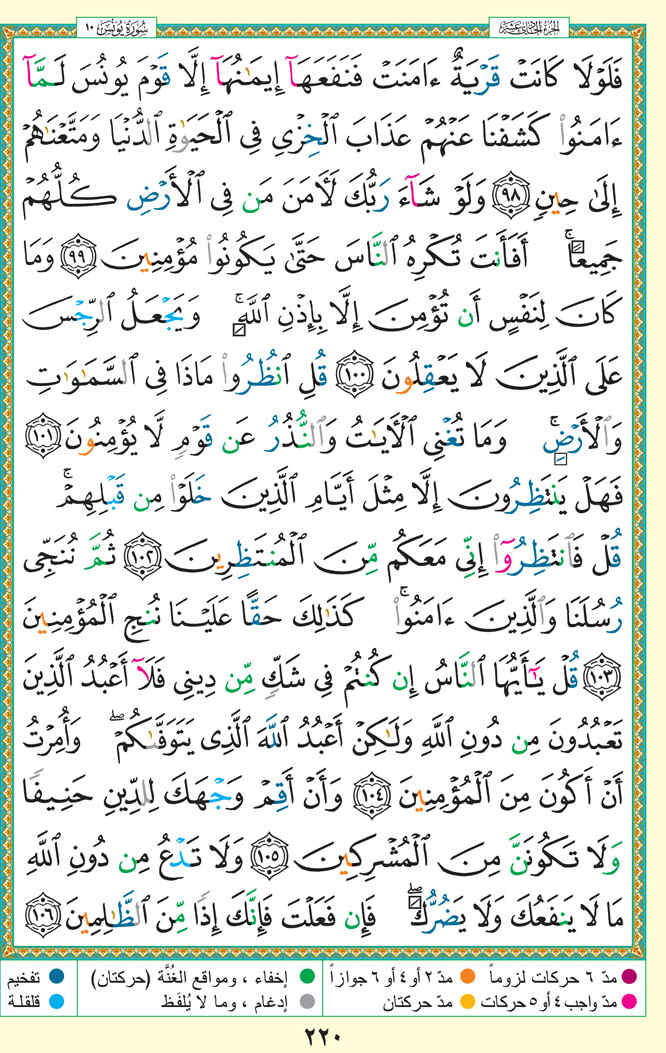 سُورَةُ يُونُسَ ١٠
الجزء الحادي عشر
فَلَوْلَا كَانَتْ قَرْيَةٌ ءَامَنَتْ فَنَفَعَهَآ إِيمَٰنُهَآ إِلَّا قَوْمَ يُونُسَ لَمَّآ
ءَامَنُوا۟ كَشَفْنَا عَنْهُمْ عَذَابَ ٱلْخِزْىِ فِى ٱلْحَيَوٰةِ ٱلدُّنْيَا وَمَتَّعْنَٰهُمْ
إِلَىٰ حِينٍ ٩٨ وَلَوْ شَآءَ رَبُّكَ لَـَٔامَنَ مَن فِى ٱلْأَرْضِ كُلُّهُمْ
جَمِيعًا ۚ أَفَأَنتَ تُكْرِهُ ٱلنَّاسَ حَتَّىٰ يَكُونُوا۟ مُؤْمِنِينَ ٩٩ وَمَا
كَانَ لِنَفْسٍ أَن تُؤْمِنَ إِلَّا بِإِذْنِ ٱللَّهِ ۚ وَيَجْعَلُ ٱلرِّجْسَ
عَلَى ٱلَّذِينَ لَا يَعْقِلُونَ ١٠٠ قُلِ ٱنظُرُوا۟ مَاذَا فِى ٱلسَّمَٰوَٰتِ
وَٱلْأَرْضِ ۚ وَمَا تُغْنِى ٱلْـَٔايَٰتُ وَٱلنُّذُرُ عَن قَوْمٍ لَّا يُؤْمِنُونَ ١٠١
فَهَلْ يَنتَظِرُونَ إِلَّا مِثْلَ أَيَّامِ ٱلَّذِينَ خَلَوْا۟ مِن قَبْلِهِمْ ۚ
قُلْ فَٱنتَظِرُوٓا۟ إِنِّى مَعَكُم مِّنَ ٱلْمُنتَظِرِينَ ١٠٢ ثُمَّ نُنَجِّى
رُسُلَنَا وَٱلَّذِينَ ءَامَنُوا۟ ۚ كَذَٰلِكَ حَقًّا عَلَيْنَا نُنجِ ٱلْمُؤْمِنِينَ
١٠٣ قُلْ يَٰٓأَيُّهَا ٱلنَّاسُ إِن كُنتُمْ فِى شَكٍّ مِّن دِينِى فَلَآ أَعْبُدُ ٱلَّذِينَ
تَعْبُدُونَ مِن دُونِ ٱللَّهِ وَلَٰكِنْ أَعْبُدُ ٱللَّهَ ٱلَّذِى يَتَوَفَّىٰكُمْ ۖ وَأُمِرْتُ
أَنْ أَكُونَ مِنَ ٱلْمُؤْمِنِينَ ١٠٤ وَأَنْ أَقِمْ وَجْهَكَ لِلدِّينِ حَنِيفًا
وَلَا تَكُونَنَّ مِنَ ٱلْمُشْرِكِينَ ١٠٥ وَلَا تَدْعُ مِن دُونِ ٱللَّهِ
مَا لَا يَنفَعُكَ وَلَا يَضُرُّكَ ۖ فَإِن فَعَلْتَ فَإِنَّكَ إِذًا مِّنَ ٱلظَّٰلِمِينَ ١٠٦
مدّ ٦ حركات لزوماً مدّ ٢ أو ٤ أو ٦ جوازاً إخفاء ، ومواقع الغُنَّة (حركتان) تفخيم
مدّ واجب ٤ أو ٥ حركات مدّ حركتان إدغام ، وما لا يُلفَظ قلقلة
٢٢٠